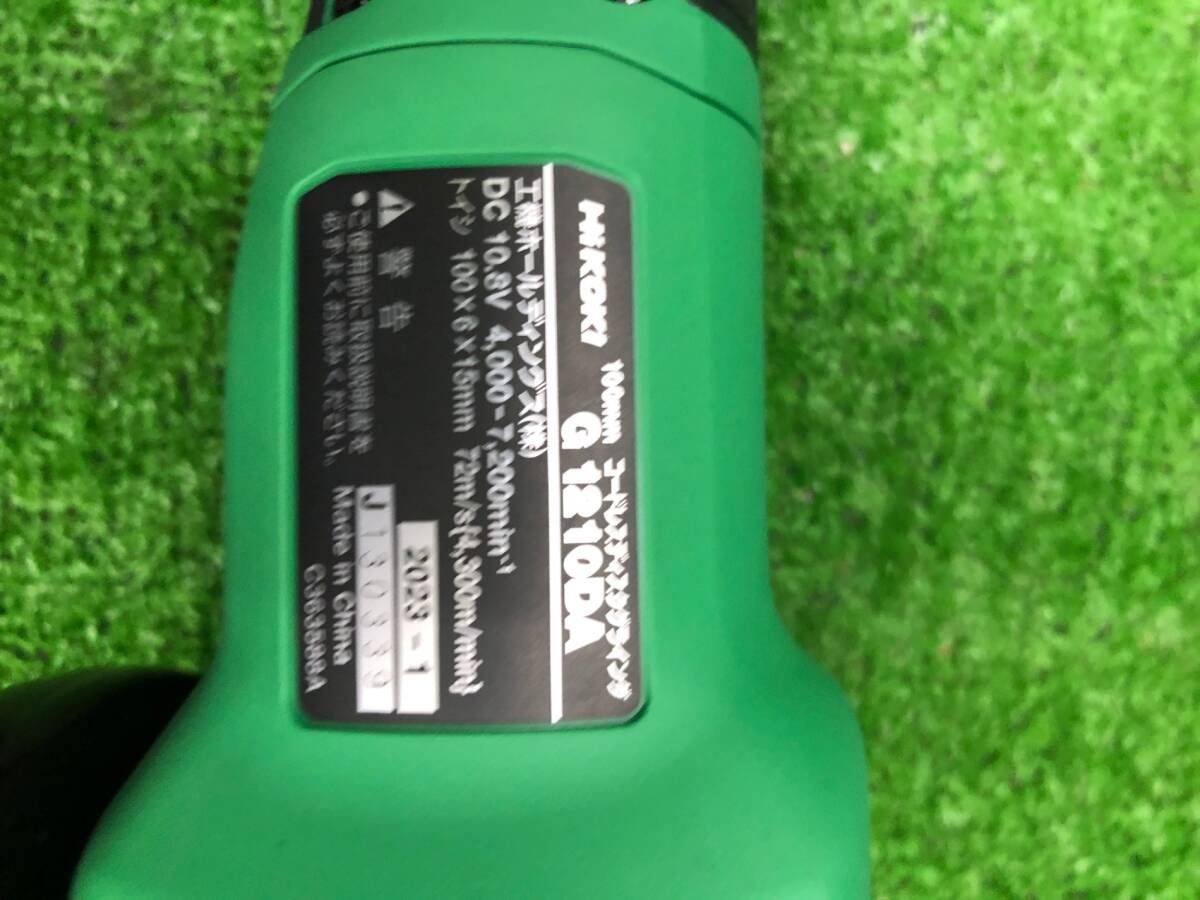 HiKOKI
100mm コードレスディスクグラインダ
G 1210DA
工機ホールディングス(株)
DC 10.8V 4,000-7,200min⁻¹
トイシ 100×6×15mm 72m/s{4,300m/min}
⚠ 警告
●ご使用前に取扱説明書を
必ずよくお読みください。
2023-1
J130339
Made in China
C363888A